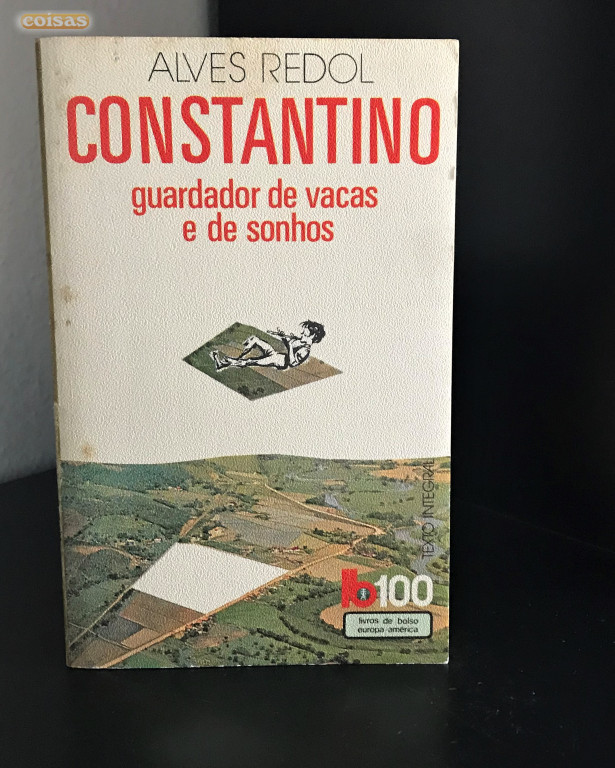 coisas
ALVES REDOL
CONSTANTINO
guardador de vacas
e de sonhos
TEXTO INTEGRAL
lb100
livros de bolso
europa-américa